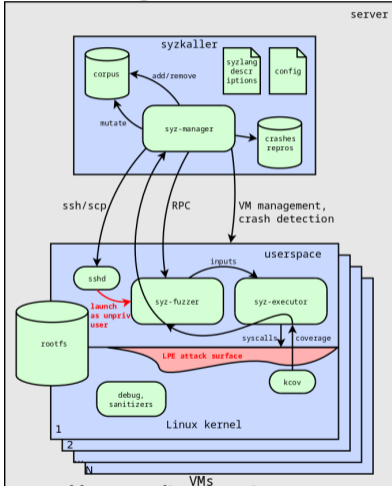 server
syzkaller
corpus
syzlang
descr
iptions
config
add/remove
mutate
syz-manager
crashes
repros
ssh/scp
RPC
VM management,
crash detection
userspace
inputs
sshd
syz-fuzzer
syz-executor
launch
as unpriv
user
rootfs
syscalls
coverage
LPE attack surface
kcov
debug,
sanitizers
Linux kernel
1
2
...
N
VMs